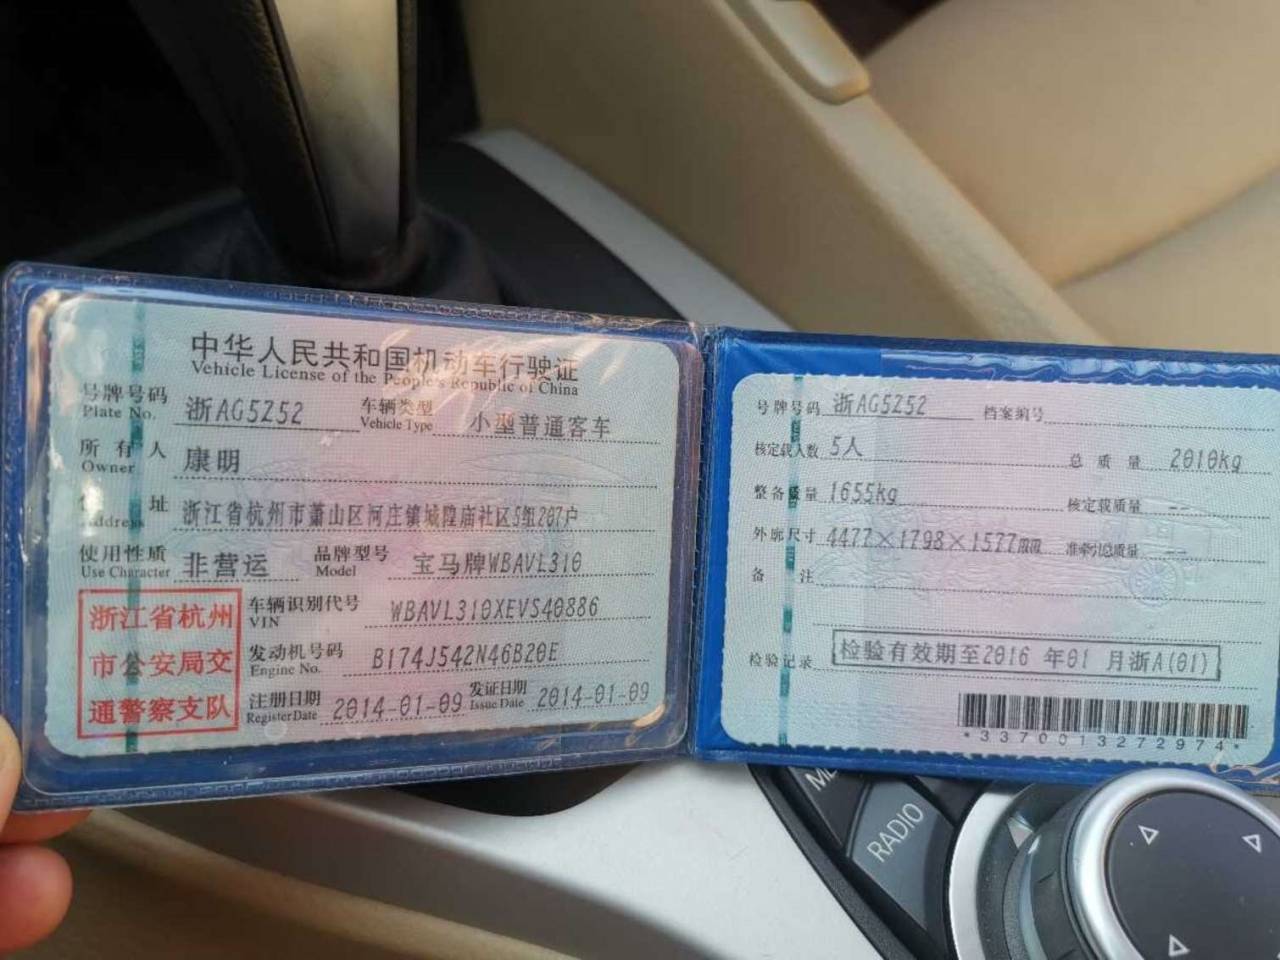 中华人民共和国机动车行驶证
Vehicle License of the People's Republic of China
号牌号码 浙AG5Z52 车辆类型 小型普通客车
Plate No. Vehicle Type
所有人 康明
Owner
住址 浙江省杭州市萧山区河庄镇城隍庙社区5组207户
Address
使用性质 非营运 品牌型号 宝马牌WBAVL310
Use Character Model
浙江省杭州
市公安局交
通警察支队
车辆识别代号 WBAVL310XEVS40886
VIN
发动机号码 B174J542N46B20E
Engine No.
注册日期 2014-01-09 发证日期 2014-01-09
Register Date Issue Date
号牌号码 浙AG5Z52 档案编号
核定载人数 5人 总质量 2010kg
整备质量 1655kg 核定载质量 --
外廓尺寸 4477×1798×1577 准牵引总质量 --
备注
检验记录 检验有效期至2016年01月浙A(01)
*3370013272974*
RADIO